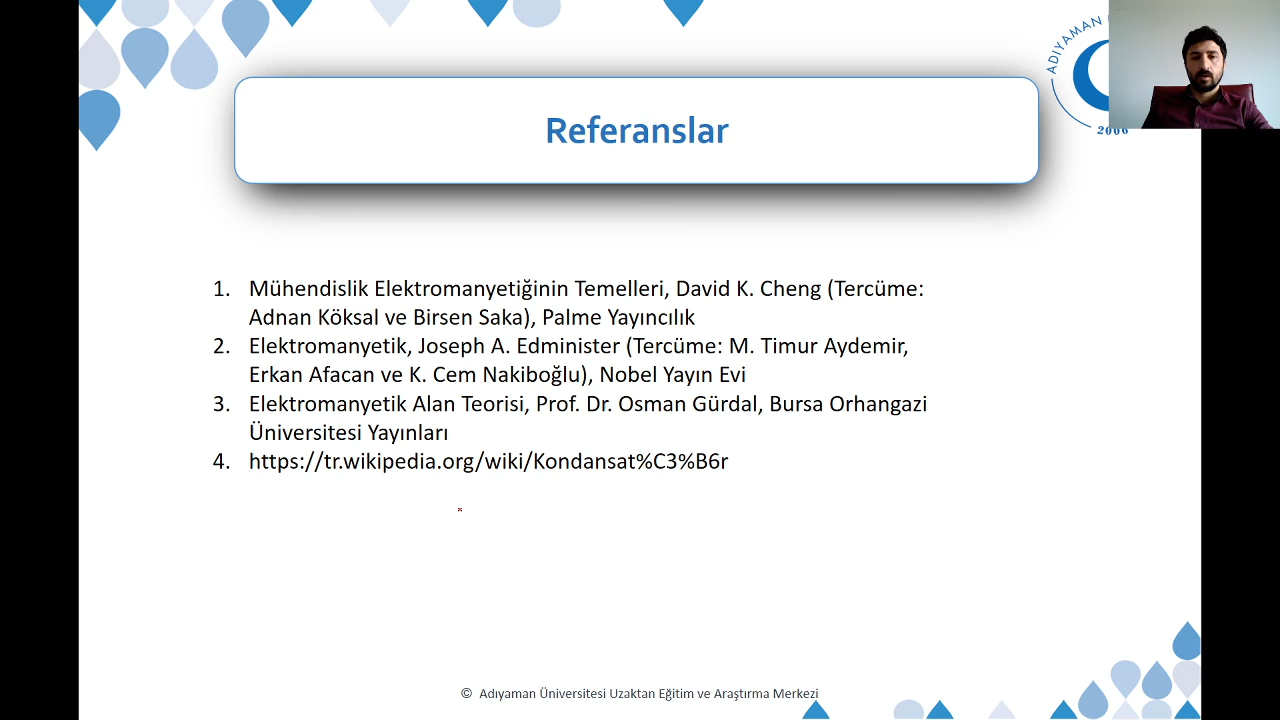 ADIYAMAN
2006
Referanslar
1. Mühendislik Elektromanyetiğinin Temelleri, David K. Cheng (Tercüme:
Adnan Köksal ve Birsen Saka), Palme Yayıncılık
2. Elektromanyetik, Joseph A. Edminister (Tercüme: M. Timur Aydemir,
Erkan Afacan ve K. Cem Nakiboğlu), Nobel Yayın Evi
3. Elektromanyetik Alan Teorisi, Prof. Dr. Osman Gürdal, Bursa Orhangazi
Üniversitesi Yayınları
4. https://tr.wikipedia.org/wiki/Kondansat%C3%B6r
© Adıyaman Üniversitesi Uzaktan Eğitim ve Araştırma Merkezi